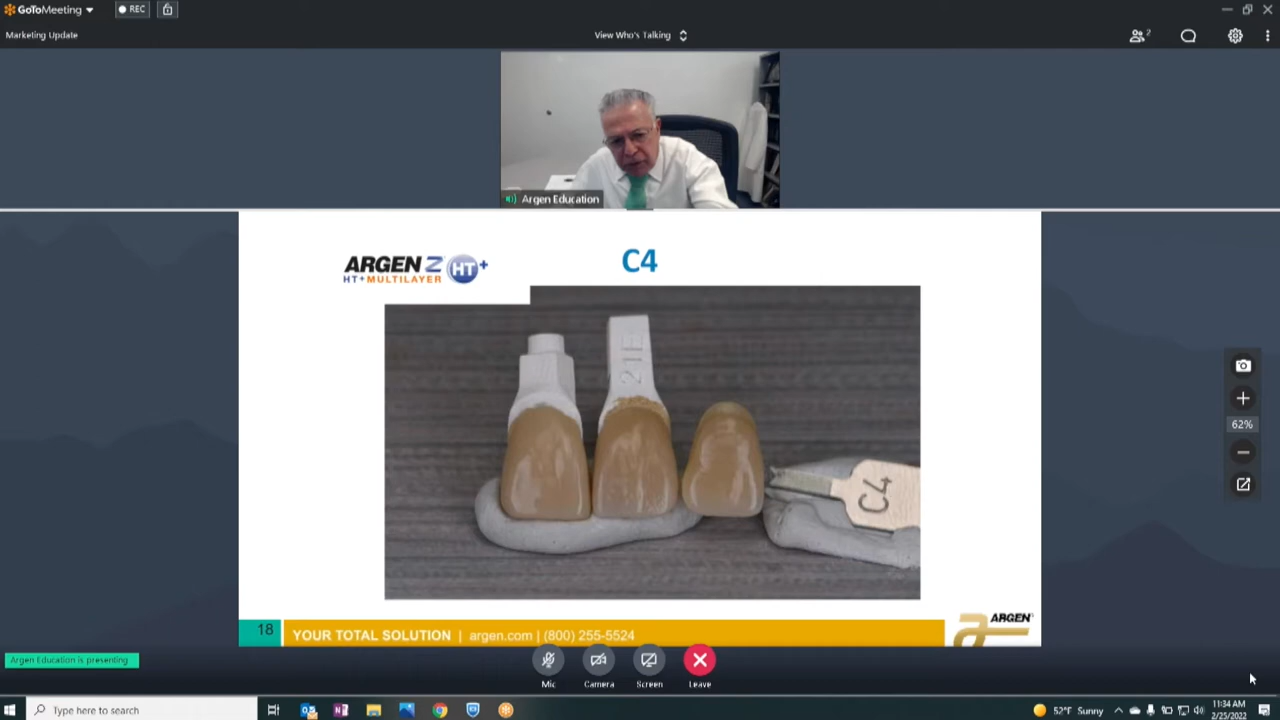 GoToMeeting
REC
Marketing Update
View Who's Talking
2
Argen Education
ARGEN Z HT+
HT+MULTILAYER
C4
21E
C4
62%
18
YOUR TOTAL SOLUTION | argen.com | (800) 255-5524
ARGEN
Argen Education is presenting
Mic
Camera
Screen
Leave
Type here to search
52°F Sunny
11:34 AM
2/25/2022